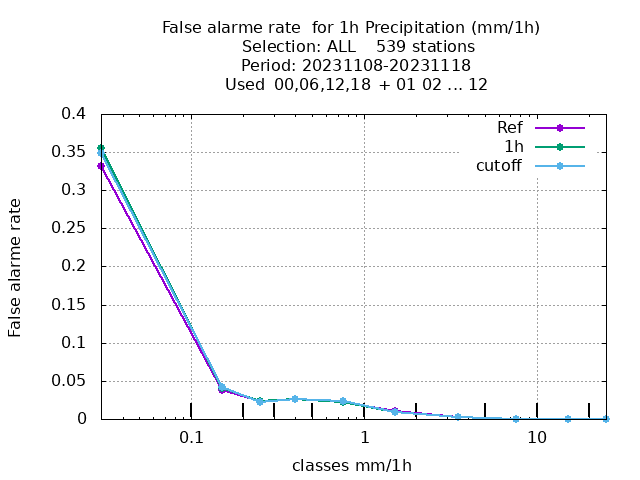 False alarme rate  for 1h Precipitation (mm/1h)
Selection: ALL    539 stations
Period: 20231108-20231118
Used  00,06,12,18  + 01 02 ... 12
Ref
1h
cutoff
0.4
0.35
0.3
0.25
0.2
0.15
0.1
0.05
0
False alarme rate
0.1
1
10
classes mm/1h